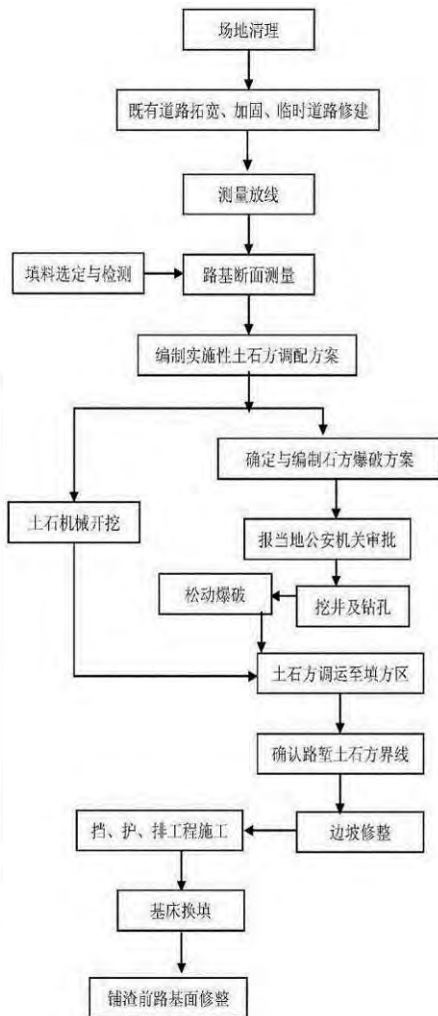 场地清理
既有道路拓宽、加固、临时道路修建
测量放线
填料选定与检测
路基断面测量
编制实施性土石方调配方案
确定与编制石方爆破方案
土石机械开挖
报当地公安机关审批
松动爆破
挖井及钻孔
土石方调运至填方区
确认路堑土石方界线
挡、护、排工程施工
边坡修整
基床换填
铺渣前路基面修整